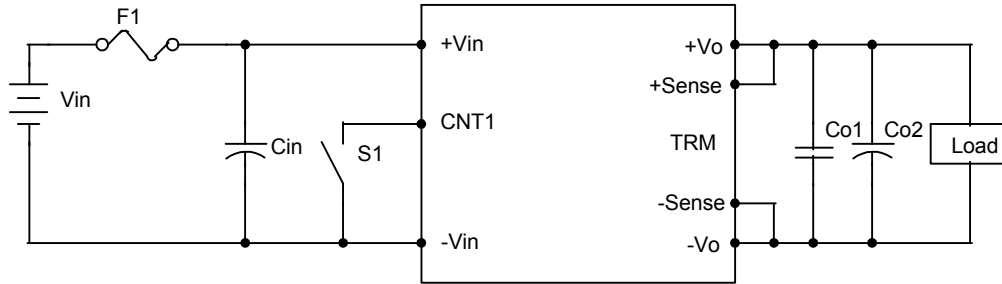 F1
+Vin
+Vo
+Sense
Vin
CNT1
TRM
Co1
Co2
Cin
S1
Load
-Sense
-Vin
-Vo